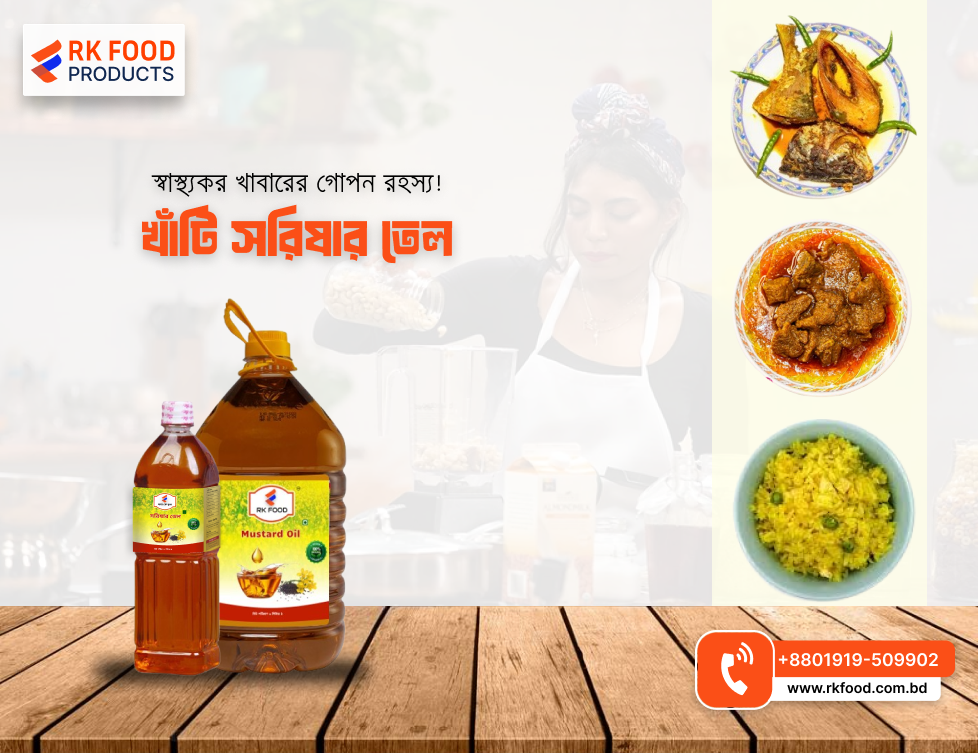 RK FOOD
PRODUCTS
স্বাস্থ্যকর খাবারের গোপন রহস্য!
খাঁটি সরিষার তেল
RK FOOD
Mustard Oil
সরিষার তেল
+8801919-509902
www.rkfood.com.bd